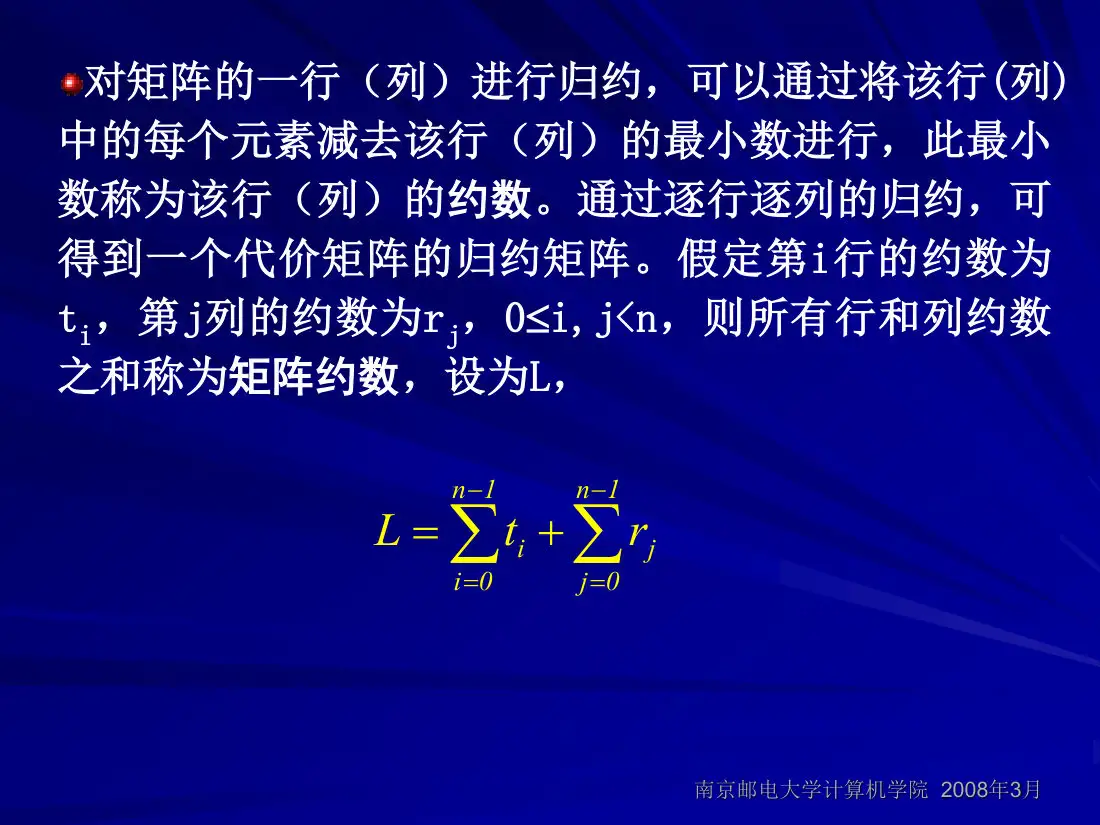 对矩阵的一行（列）进行归约，可以通过将该行(列)
中的每个元素减去该行（列）的最小数进行，此最小
数称为该行（列）的约数。通过逐行逐列的归约，可
得到一个代价矩阵的归约矩阵。假定第i行的约数为
tᵢ，第j列的约数为rⱼ，0≤i,j<n，则所有行和列约数
之和称为矩阵约数，设为L，
L = ∑_{i=0}^{n−1} tᵢ + ∑_{j=0}^{n−1} rⱼ
南京邮电大学计算机学院 2008年3月